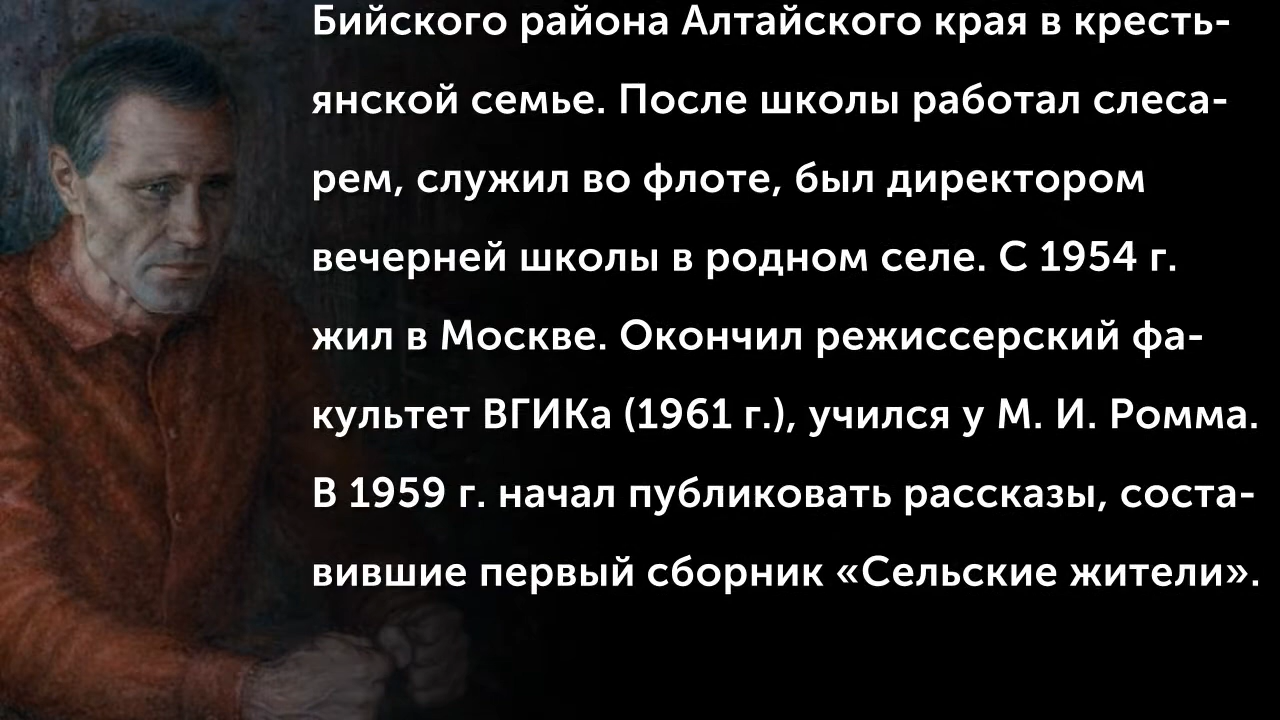 Бийского района Алтайского края в кресть-
янской семье. После школы работал слеса-
рем, служил во флоте, был директором
вечерней школы в родном селе. С 1954 г.
жил в Москве. Окончил режиссерский фа-
культет ВГИКа (1961 г.), учился у М. И. Ромма.
В 1959 г. начал публиковать рассказы, соста-
вившие первый сборник «Сельские жители».